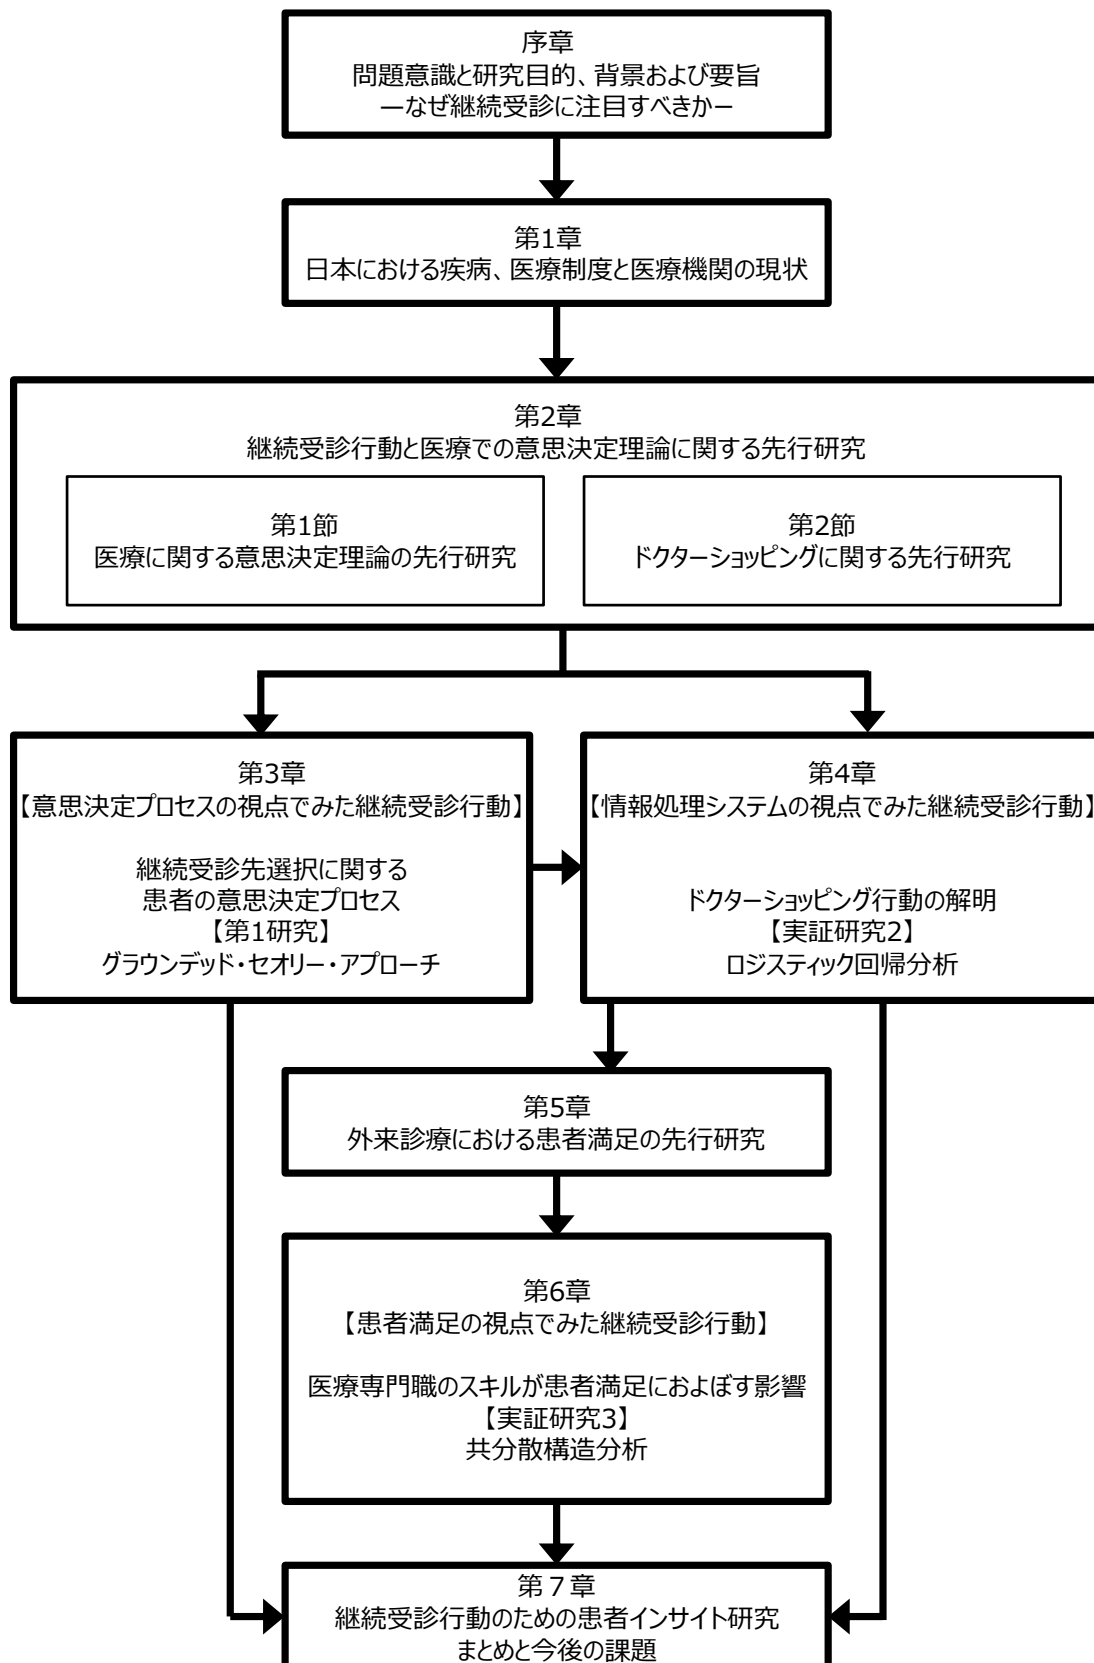 序章
問題意識と研究目的、背景および要旨
―なぜ継続受診に注目すべきかー
第1章
日本における疾病、医療制度と医療機関の現状
第2章
継続受診行動と医療での意思決定理論に関する先行研究
第1節
医療に関する意思決定理論の先行研究
第2節
ドクターショッピングに関する先行研究
第3章
【意思決定プロセスの視点でみた継続受診行動】
継続受診先選択に関する
患者の意思決定プロセス
【第1研究】
グラウンデッド・セオリー・アプローチ
第4章
【情報処理システムの視点でみた継続受診行動】
ドクターショッピング行動の解明
【実証研究2】
ロジスティック回帰分析
第5章
外来診療における患者満足の先行研究
第6章
【患者満足の視点でみた継続受診行動】
医療専門職のスキルが患者満足におよぼす影響
【実証研究3】
共分散構造分析
第７章
継続受診行動のための患者インサイト研究
まとめと今後の課題